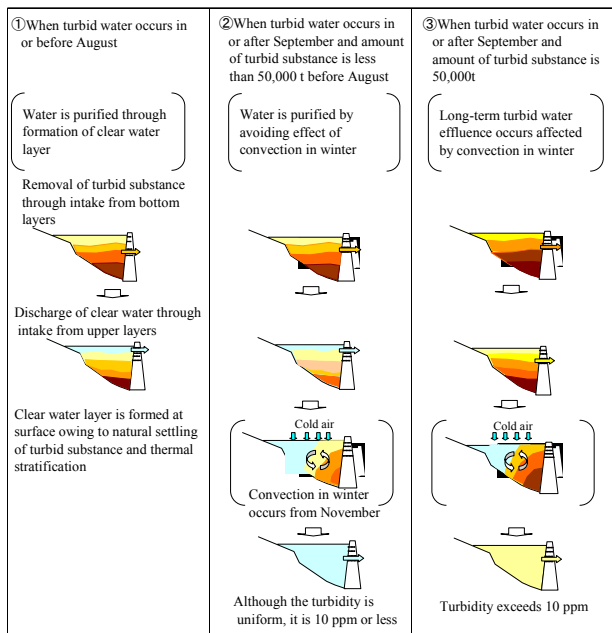 ①When turbid water occurs in
or before August
Water is purified through
formation of clear water
layer
Removal of turbid substance
through intake from bottom
layers
Discharge of clear water through
intake from upper layers
Clear water layer is formed at
surface owing to natural settling
of turbid substance and thermal
stratification
②When turbid water occurs in
or after September and amount
of turbid substance is less
than 50,000 t before August
Water is purified by
avoiding effect of
convection in winter
Cold air
Convection in winter
occurs from November
Although the turbidity is
uniform, it is 10 ppm or less
③When turbid water occurs in
or after September and
amount of turbid substance is
50,000t
Long-term turbid water
effluence occurs affected
by convection in winter
Cold air
Turbidity exceeds 10 ppm